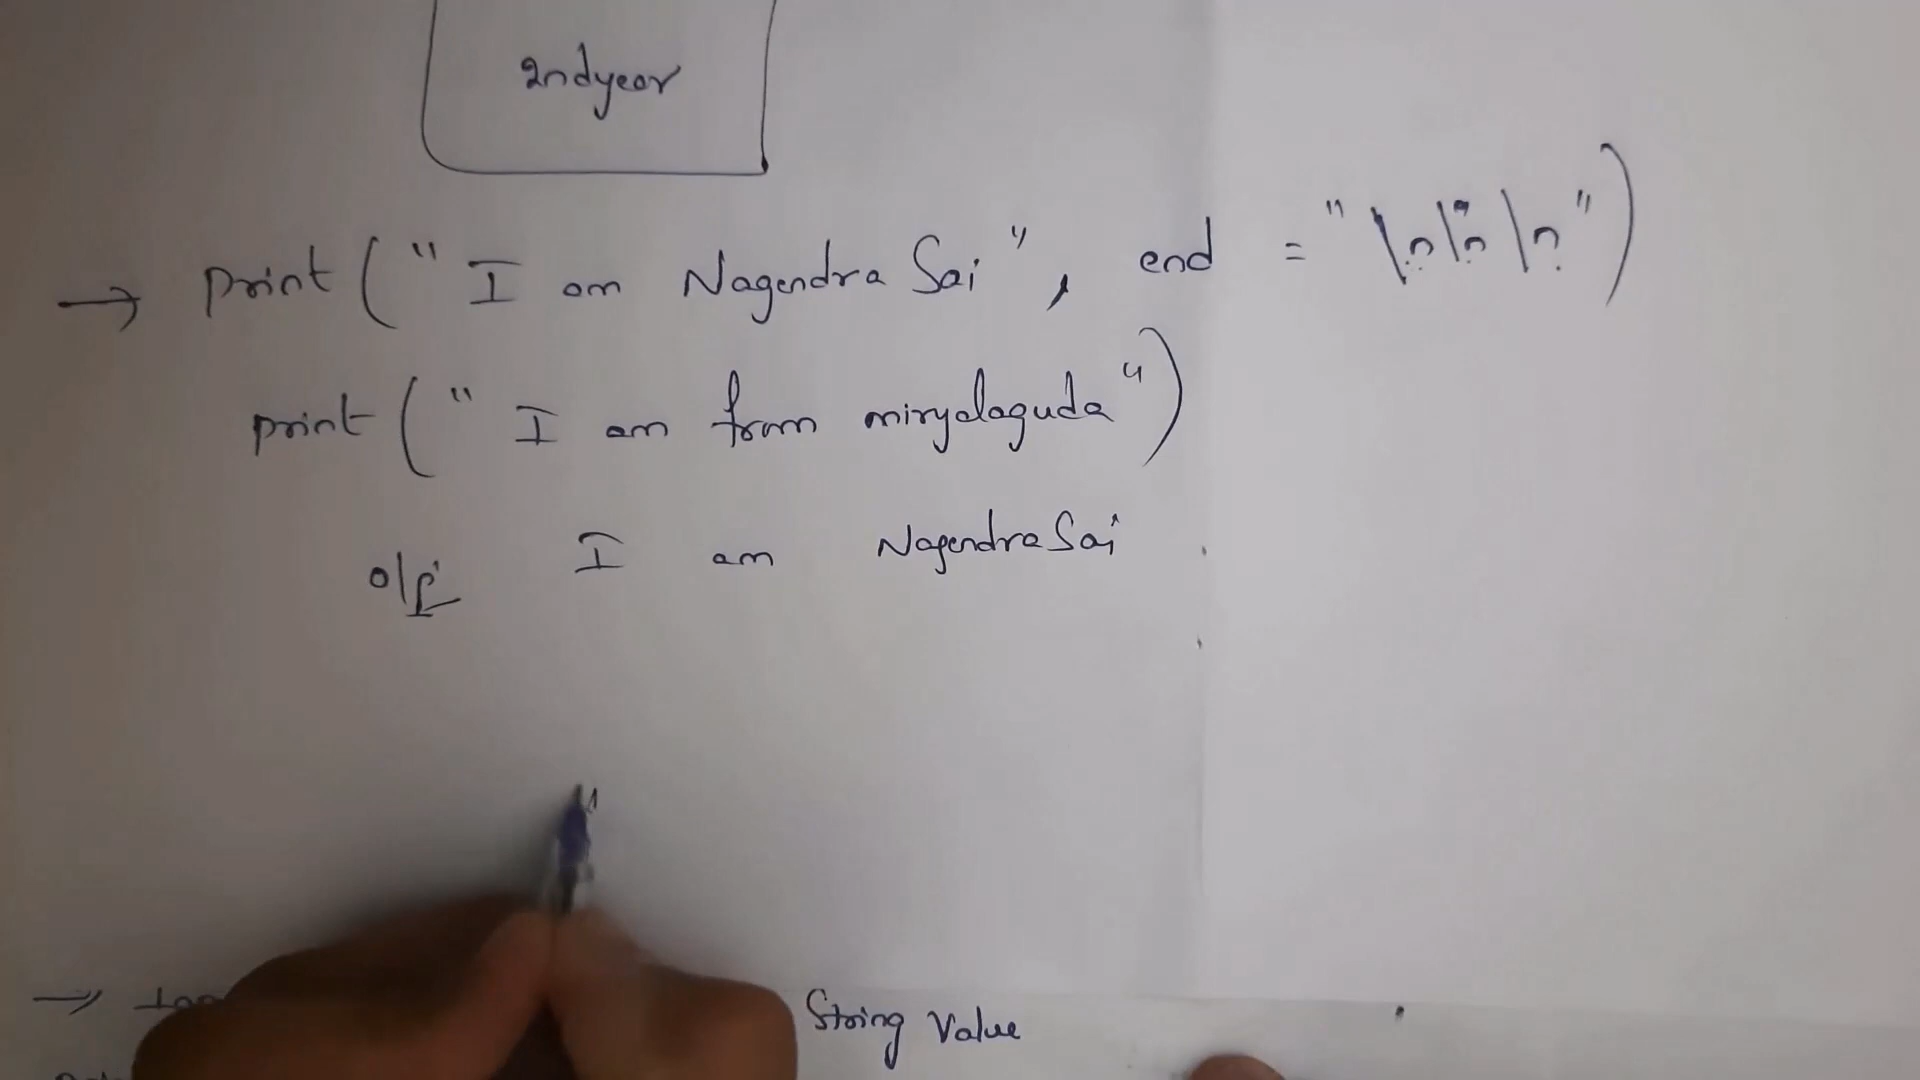 2ndyear
→ print ( " I am Nagendra Sai " , end = " \n\n\n " )
print ( " I am from miryalaguda " )
o/p I am Nagendra Sai
"
→ String Value